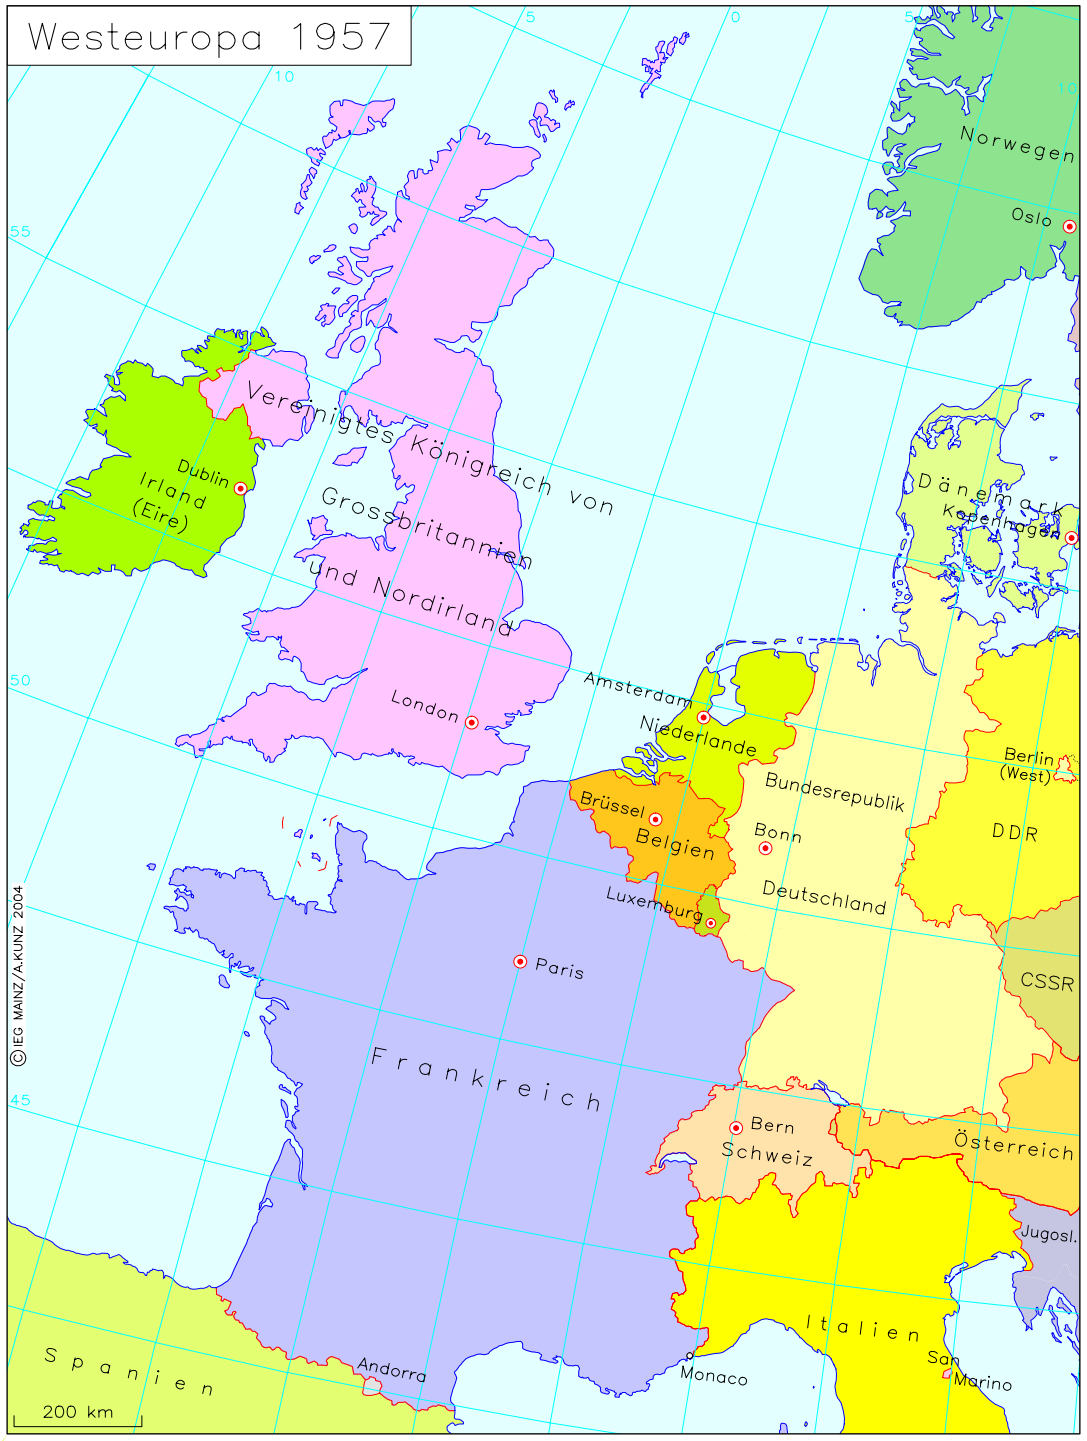 Westeuropa 1957
5
0
5
10
10
Norwegen
Oslo
55
Vereinigtes Königreich von
Grossbritannien
und Nordirland
Dublin
Irland
(Eire)
Dänemark
Kopenhagen
50
London
Amsterdam
Niederlande
Berlin
(West)
Bundesrepublik
Brüssel
Belgien
Bonn
DDR
Deutschland
Luxemburg
Paris
CSSR
©IEG MAINZ/A.KUNZ 2004
Frankreich
45
Bern
Schweiz
Österreich
Jugosl.
Italien
Spanien
Andorra
Monaco
San
Marino
200 km